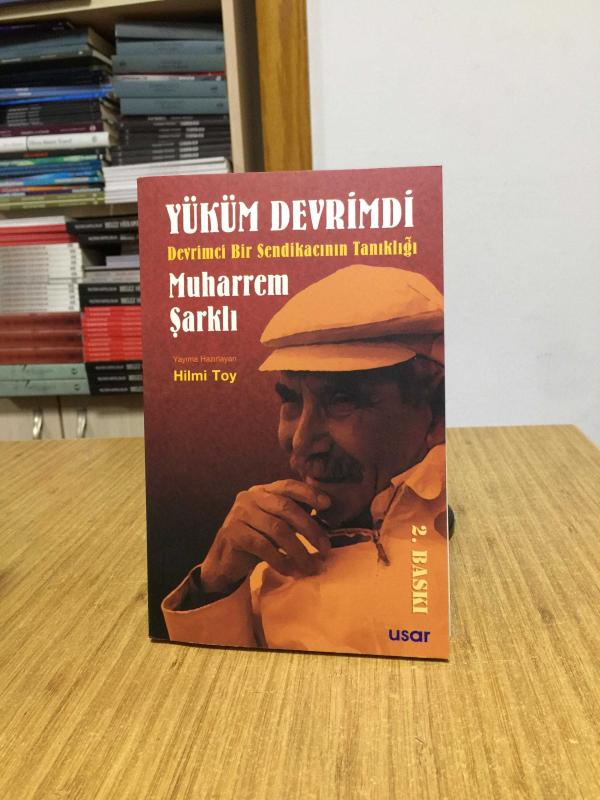 YÜKÜM DEVRİMDİ
Devrimci Bir Sendikacının Tanıklığı
Muharrem
Şarklı
Yayıma Hazırlayan
Hilmi Toy
2. BASKI
usar